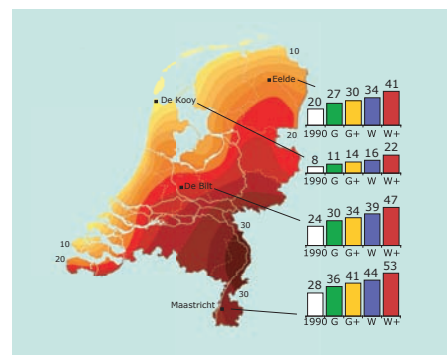 10
Eelde
De Kooy
20
De Bilt
30
10
20
30
Maastricht
20 27 30 34 41
1990 G G+ W W+
8 11 14 16 22
1990 G G+ W W+
24 30 34 39 47
1990 G G+ W W+
28 36 41 44 53
1990 G G+ W W+